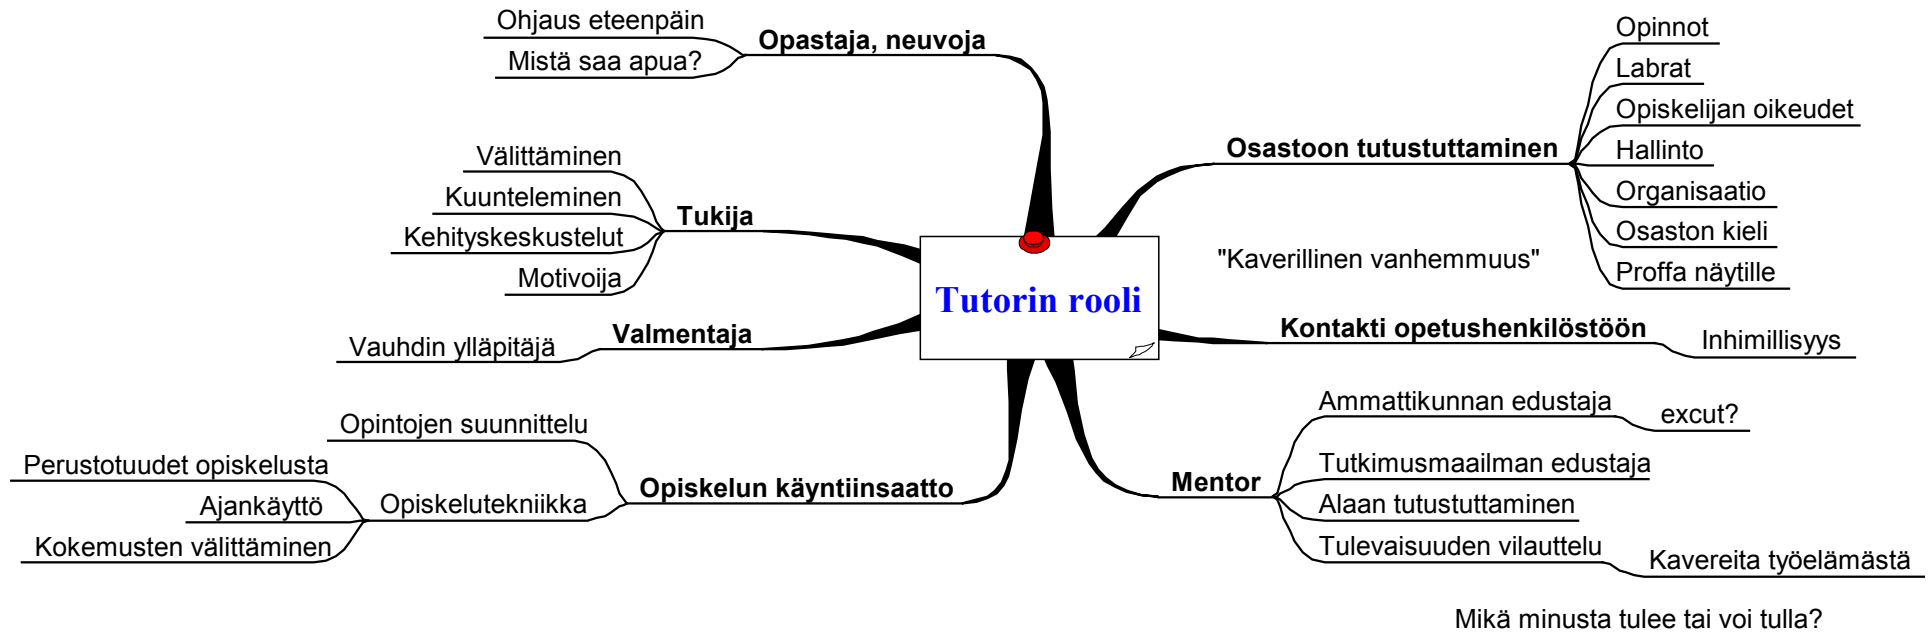 Ohjaus eteenpäin
Mistä saa apua?
Opastaja, neuvoja
Välittäminen
Kuunteleminen
Kehityskeskustelut
Motivoija
Tukija
Vauhdin ylläpitäjä
Valmentaja
Opintojen suunnittelu
Perustotuudet opiskelusta
Ajankäyttö
Kokemusten välittäminen
Opiskelutekniikka
Opiskelun käyntiinsaatto
Tutorin rooli
Osastoon tutustuttaminen
Opinnot
Labrat
Opiskelijan oikeudet
Hallinto
Organisaatio
Osaston kieli
Proffa näytille
"Kaverillinen vanhemmuus"
Kontakti opetushenkilöstöön
Inhimillisyys
Mentor
Ammattikunnan edustaja
excut?
Tutkimusmaailman edustaja
Alaan tutustuttaminen
Tulevaisuuden vilauttelu
Kavereita työelämästä
Mikä minusta tulee tai voi tulla?